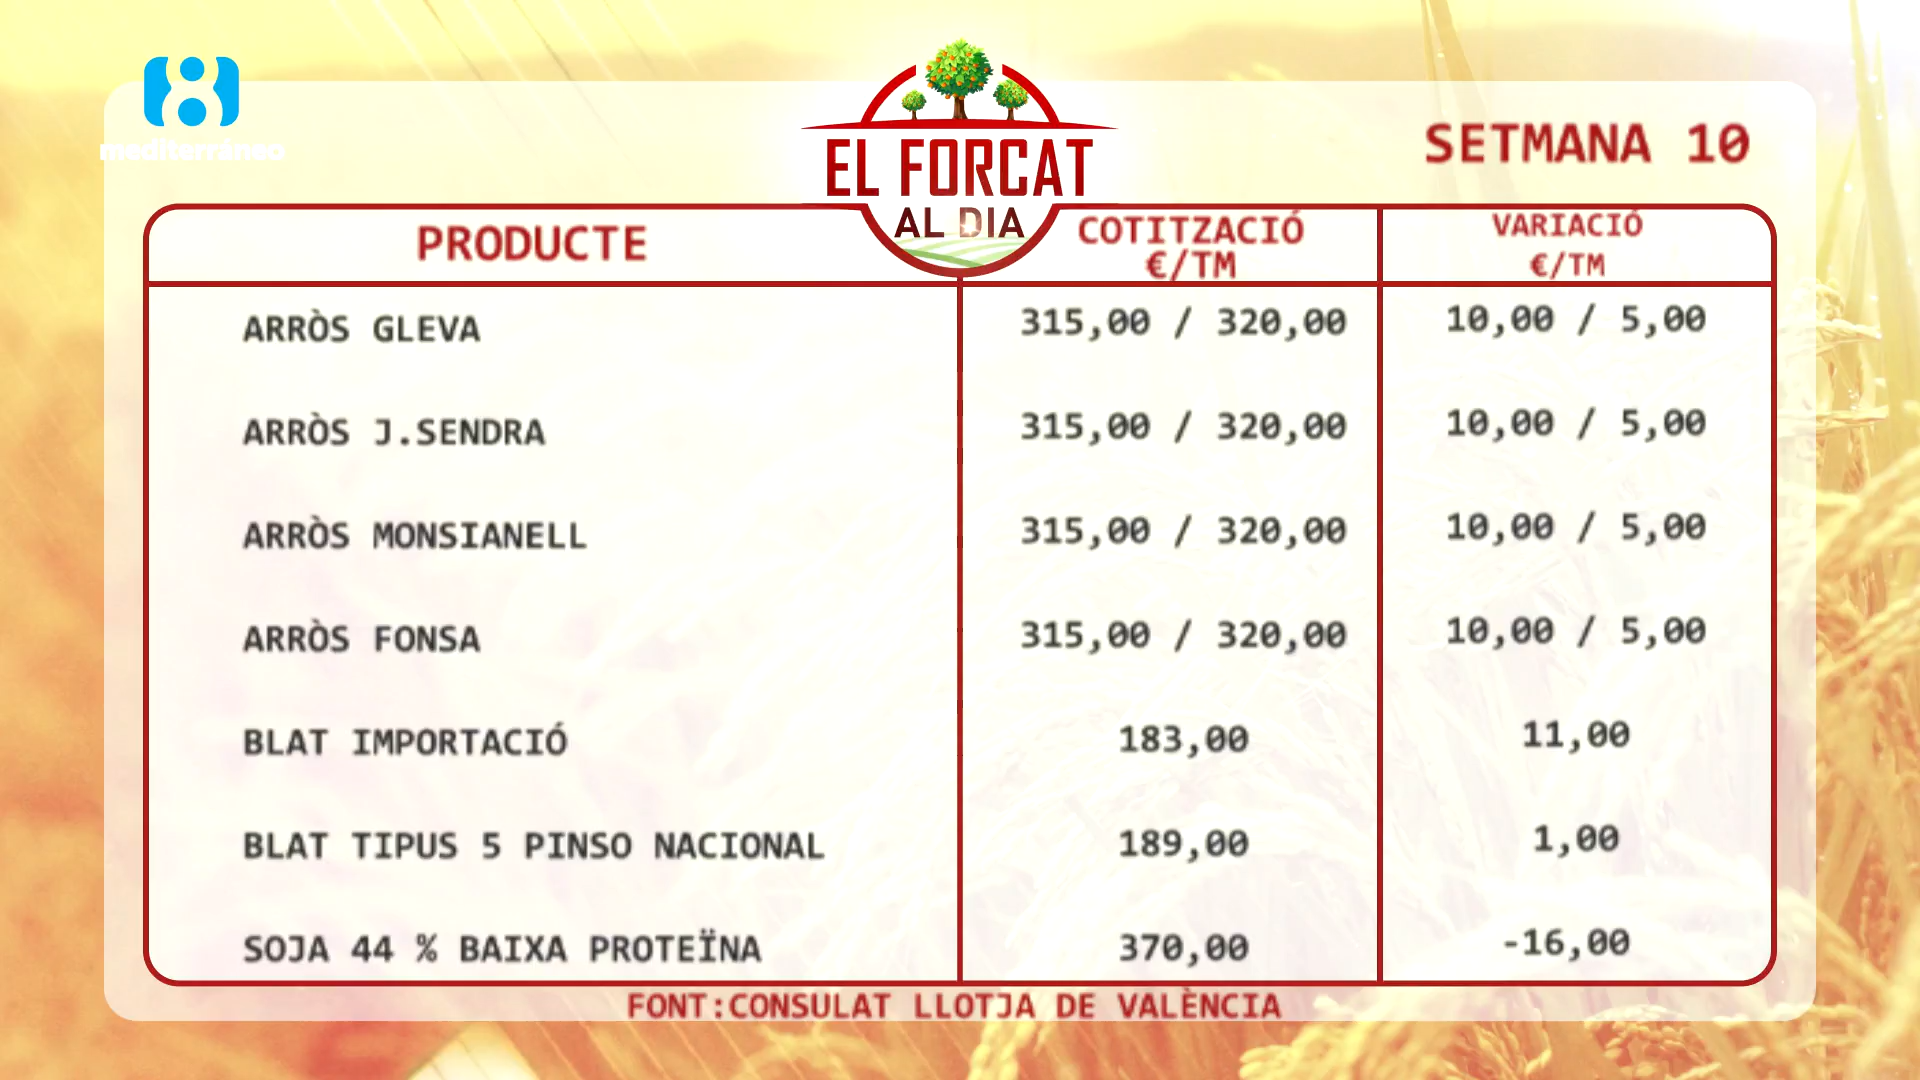 8
mediterráneo
EL FORCAT
AL DIA
SETMANA 10
PRODUCTE
COTITZACIÓ
€/TM
VARIACIÓ
€/TM
ARRÒS GLEVA 315,00 / 320,00 10,00 / 5,00
ARRÒS J.SENDRA 315,00 / 320,00 10,00 / 5,00
ARRÒS MONSIANELL 315,00 / 320,00 10,00 / 5,00
ARRÒS FONSA 315,00 / 320,00 10,00 / 5,00
BLAT IMPORTACIÓ 183,00 11,00
BLAT TIPUS 5 PINSO NACIONAL 189,00 1,00
SOJA 44 % BAIXA PROTEÏNA 370,00 -16,00
FONT:CONSULAT LLOTJA DE VALÈNCIA